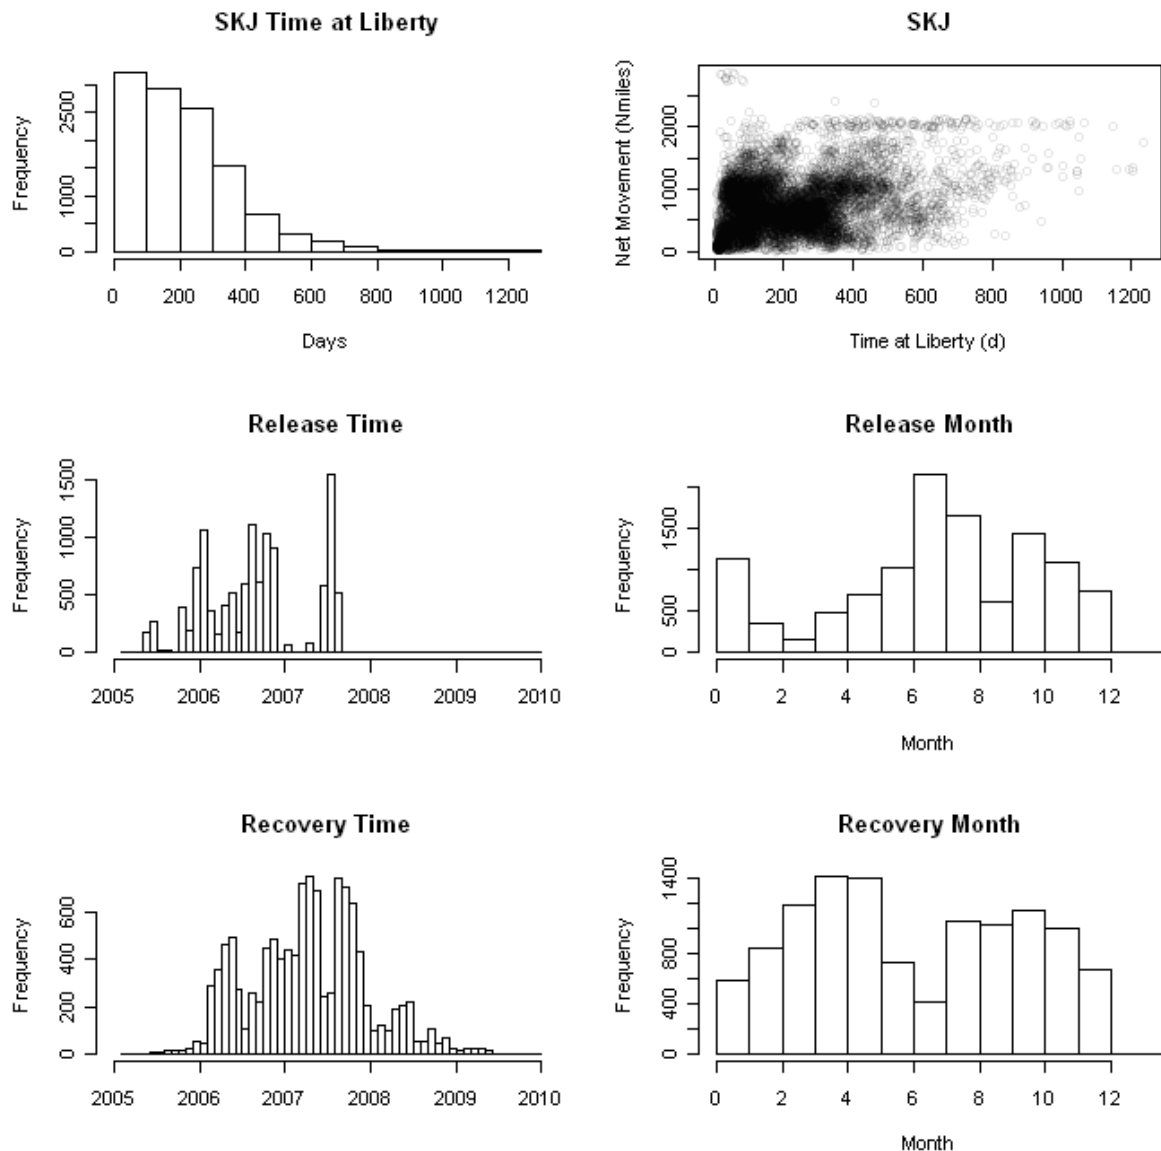 SKJ Time at Liberty
Frequency
2500
1000
0
0 200 400 600 800 1000 1200
Days
SKJ
Net Movement (Nmiles)
2000
1000
0
0 200 400 600 800 1000 1200
Time at Liberty (d)
Release Time
Frequency
1500
1000
500
0
2005 2006 2007 2008 2009 2010
Release Month
Frequency
1500
500
0
0 2 4 6 8 10 12
Month
Recovery Time
Frequency
600
400
200
0
2005 2006 2007 2008 2009 2010
Recovery Month
Frequency
1400
800
400
0
0 2 4 6 8 10 12
Month